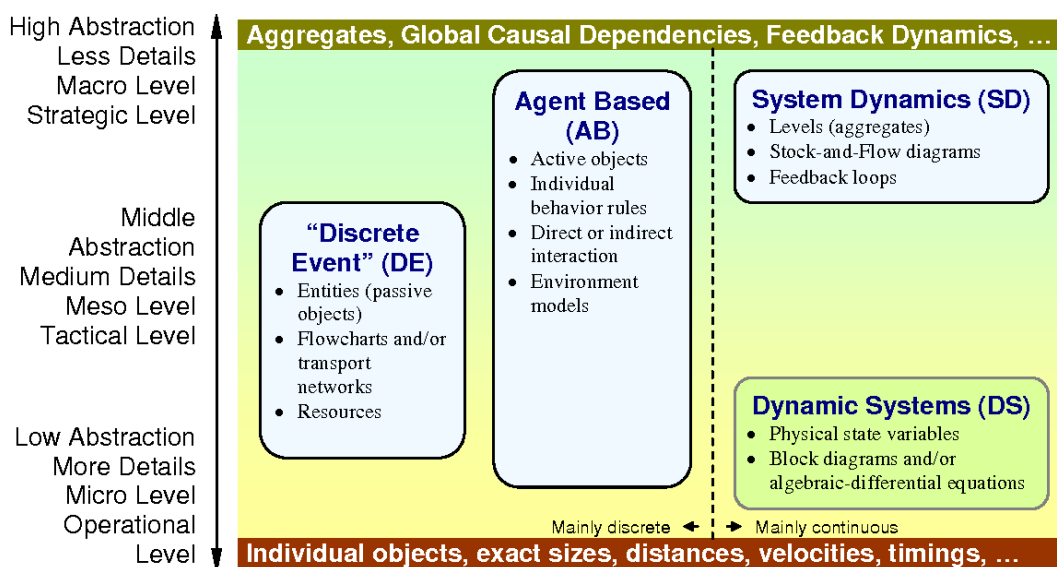 High Abstraction
Less Details
Macro Level
Strategic Level
Middle
Abstraction
Medium Details
Meso Level
Tactical Level
Low Abstraction
More Details
Micro Level
Operational
Level
Aggregates, Global Causal Dependencies, Feedback Dynamics, …
“Discrete
Event” (DE)
• Entities (passive
objects)
• Flowcharts and/or
transport
networks
• Resources
Agent Based
(AB)
• Active objects
• Individual
behavior rules
• Direct or indirect
interaction
• Environment
models
System Dynamics (SD)
• Levels (aggregates)
• Stock-and-Flow diagrams
• Feedback loops
Dynamic Systems (DS)
• Physical state variables
• Block diagrams and/or
algebraic-differential equations
Mainly discrete
Mainly continuous
Individual objects, exact sizes, distances, velocities, timings, …